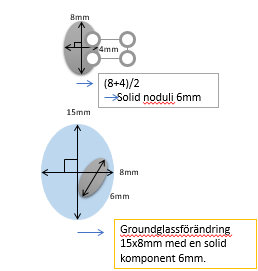 8mm
4mm
(8+4)/2
Solid noduli 6mm
15mm
8mm
6mm
Groundglassförändring
15x8mm med en solid
komponent 6mm.